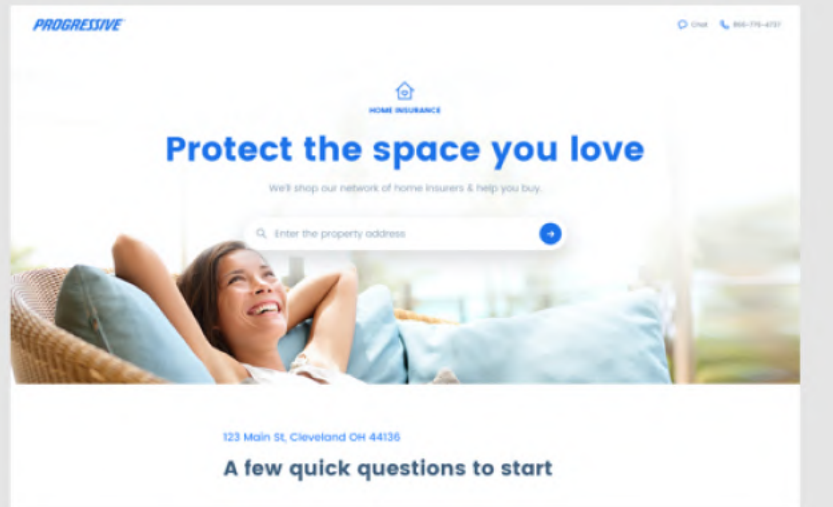 PROGRESSIVE
Chat
HOME INSURANCE
Protect the space you love
We'll shop our network of home insurers & help you buy.
Enter the property address
123 Main St, Cleveland OH 44136
A few quick questions to start